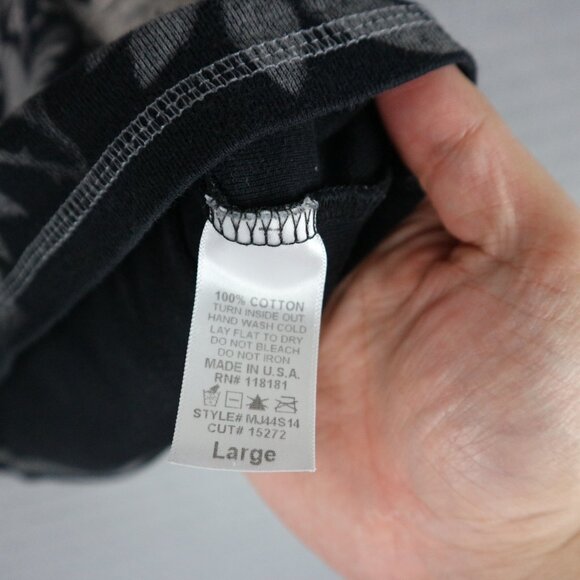 100% COTTON
TURN INSIDE OUT
HAND WASH COLD
LAY FLAT TO DRY
DO NOT BLEACH
DO NOT IRON
MADE IN U.S.A.
RN# 118181
STYLE# MJ44S14
CUT# 15272
Large